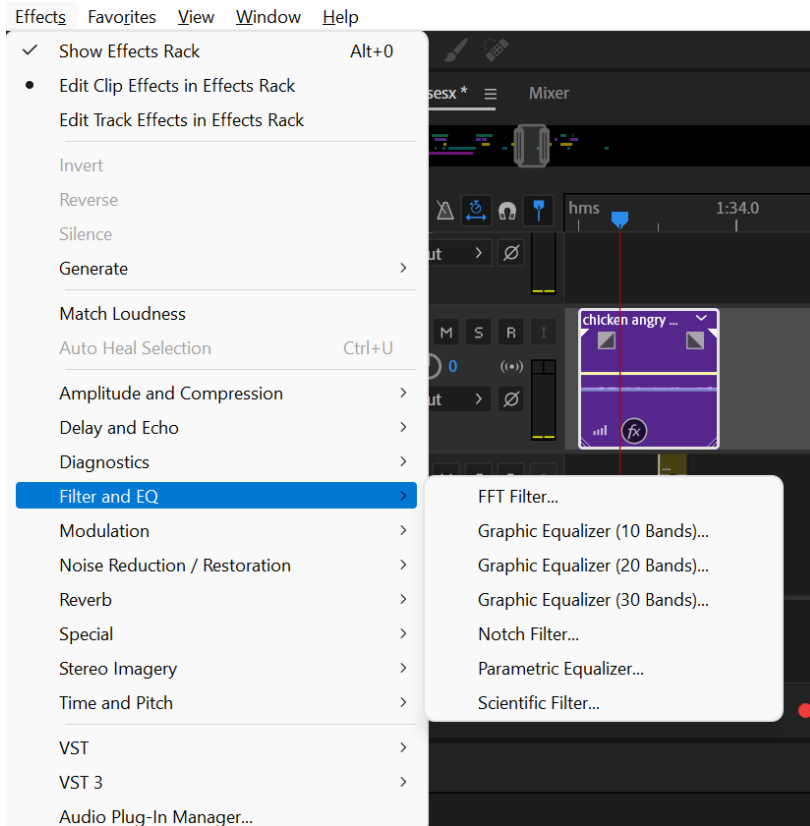 Effects Favorites View Window Help
Show Effects Rack Alt+0
Edit Clip Effects in Effects Rack
sesx * Mixer
Edit Track Effects in Effects Rack
Invert
Reverse
hms 1:34.0
Silence
ut
Generate
Match Loudness
chicken angry ...
M S R I
Auto Heal Selection Ctrl+U
0
Amplitude and Compression
ut
Delay and Echo
fx
Diagnostics
...
Filter and EQ
FFT Filter...
Modulation
Graphic Equalizer (10 Bands)...
Noise Reduction / Restoration
Graphic Equalizer (20 Bands)...
Reverb
Graphic Equalizer (30 Bands)...
Special
Notch Filter...
Stereo Imagery
Parametric Equalizer...
Time and Pitch
Scientific Filter...
VST
VST 3
Audio Plug-In Manager...